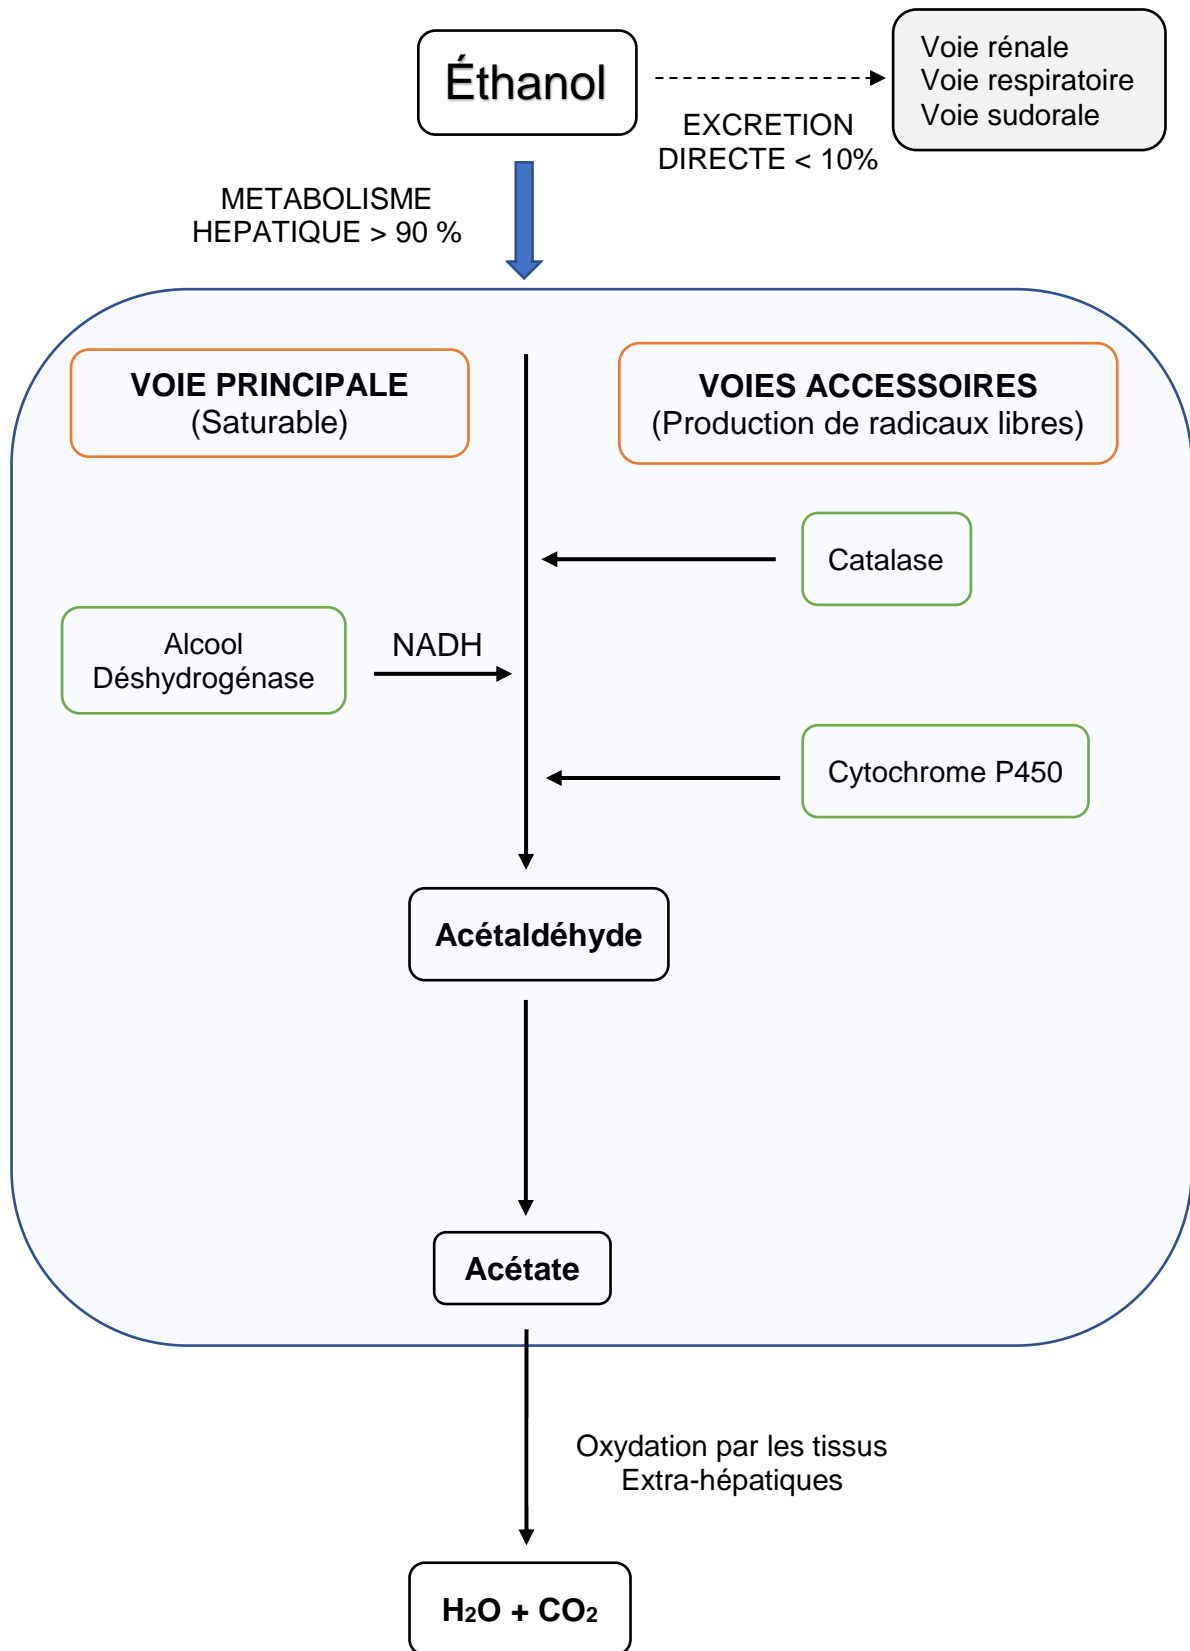 Éthanol
Voie rénale
Voie respiratoire
Voie sudorale
EXCRETION
DIRECTE < 10%
METABOLISME
HEPATIQUE > 90 %
VOIE PRINCIPALE
(Saturable)
VOIES ACCESSOIRES
(Production de radicaux libres)
Catalase
Alcool
Déshydrogénase
NADH
Cytochrome P450
Acétaldéhyde
Acétate
Oxydation par les tissus
Extra-hépatiques
H₂O + CO₂